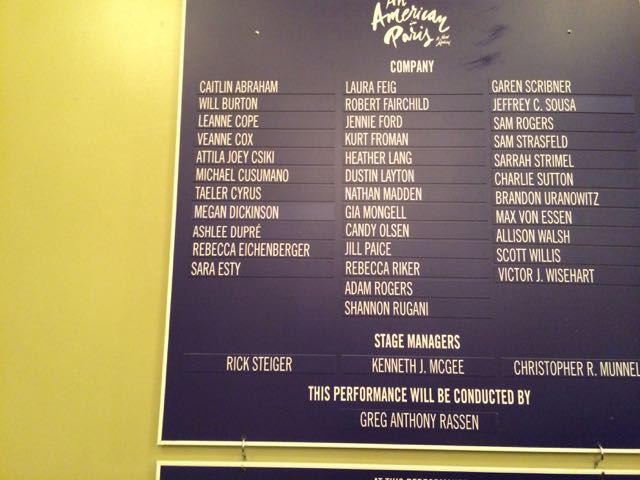 An
American
in
Paris
COMPANY
CAITLIN ABRAHAM
WILL BURTON
LEANNE COPE
VEANNE COX
ATTILA JOEY CSIKI
MICHAEL CUSUMANO
TAELER CYRUS
MEGAN DICKINSON
ASHLEE DUPRÉ
REBECCA EICHENBERGER
SARA ESTY
LAURA FEIG
ROBERT FAIRCHILD
JENNIE FORD
KURT FROMAN
HEATHER LANG
DUSTIN LAYTON
NATHAN MADDEN
GIA MONGELL
CANDY OLSEN
JILL PAICE
REBECCA RIKER
ADAM ROGERS
SHANNON RUGANI
GAREN SCRIBNER
JEFFREY C. SOUSA
SAM ROGERS
SAM STRASFELD
SARRAH STRIMEL
CHARLIE SUTTON
BRANDON URANOWITZ
MAX VON ESSEN
ALLISON WALSH
SCOTT WILLIS
VICTOR J. WISEHART
STAGE MANAGERS
RICK STEIGER
KENNETH J. MCGEE
CHRISTOPHER R. MUNNEL
THIS PERFORMANCE WILL BE CONDUCTED BY
GREG ANTHONY RASSEN